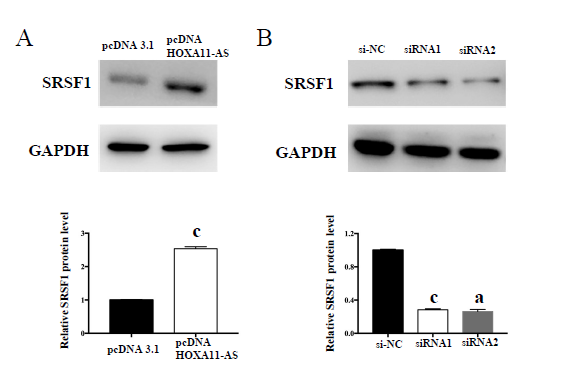 A
B
pcDNA 3.1
pcDNA
HOXA11-AS
si-NC
siRNA1
siRNA2
SRSF1
SRSF1
GAPDH
GAPDH
Relative SRSF1 protein level
3
2
1
0
c
pcDNA 3.1
pcDNA
HOXA11-AS
Relative SRSF1 protein level
1.2
0.8
0.4
0.0
c
a
si-NC
siRNA1
siRNA2